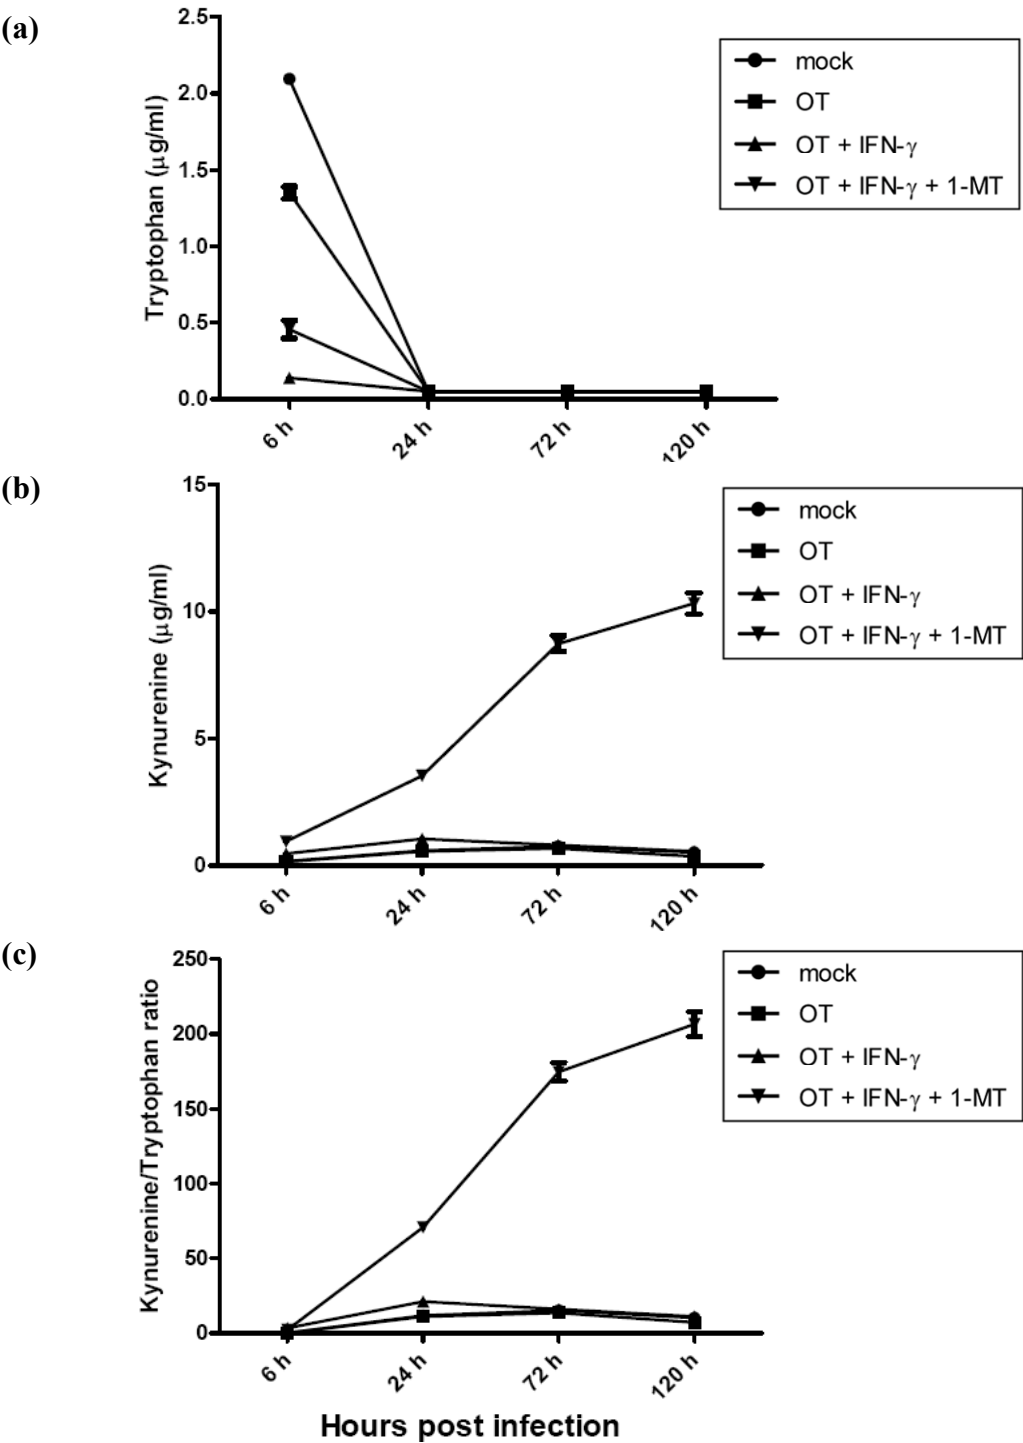 (a)
Tryptophan (μg/ml)
2.5
2.0
1.5
1.0
0.5
0.0
6 h
24 h
72 h
120 h
mock
OT
OT + IFN-γ
OT + IFN-γ + 1-MT
(b)
Kynurenine (μg/ml)
15
10
5
0
6 h
24 h
72 h
120 h
mock
OT
OT + IFN-γ
OT + IFN-γ + 1-MT
(c)
Kynurenine/Tryptophan ratio
250
200
150
100
50
0
6 h
24 h
72 h
120 h
mock
OT
OT + IFN-γ
OT + IFN-γ + 1-MT
Hours post infection